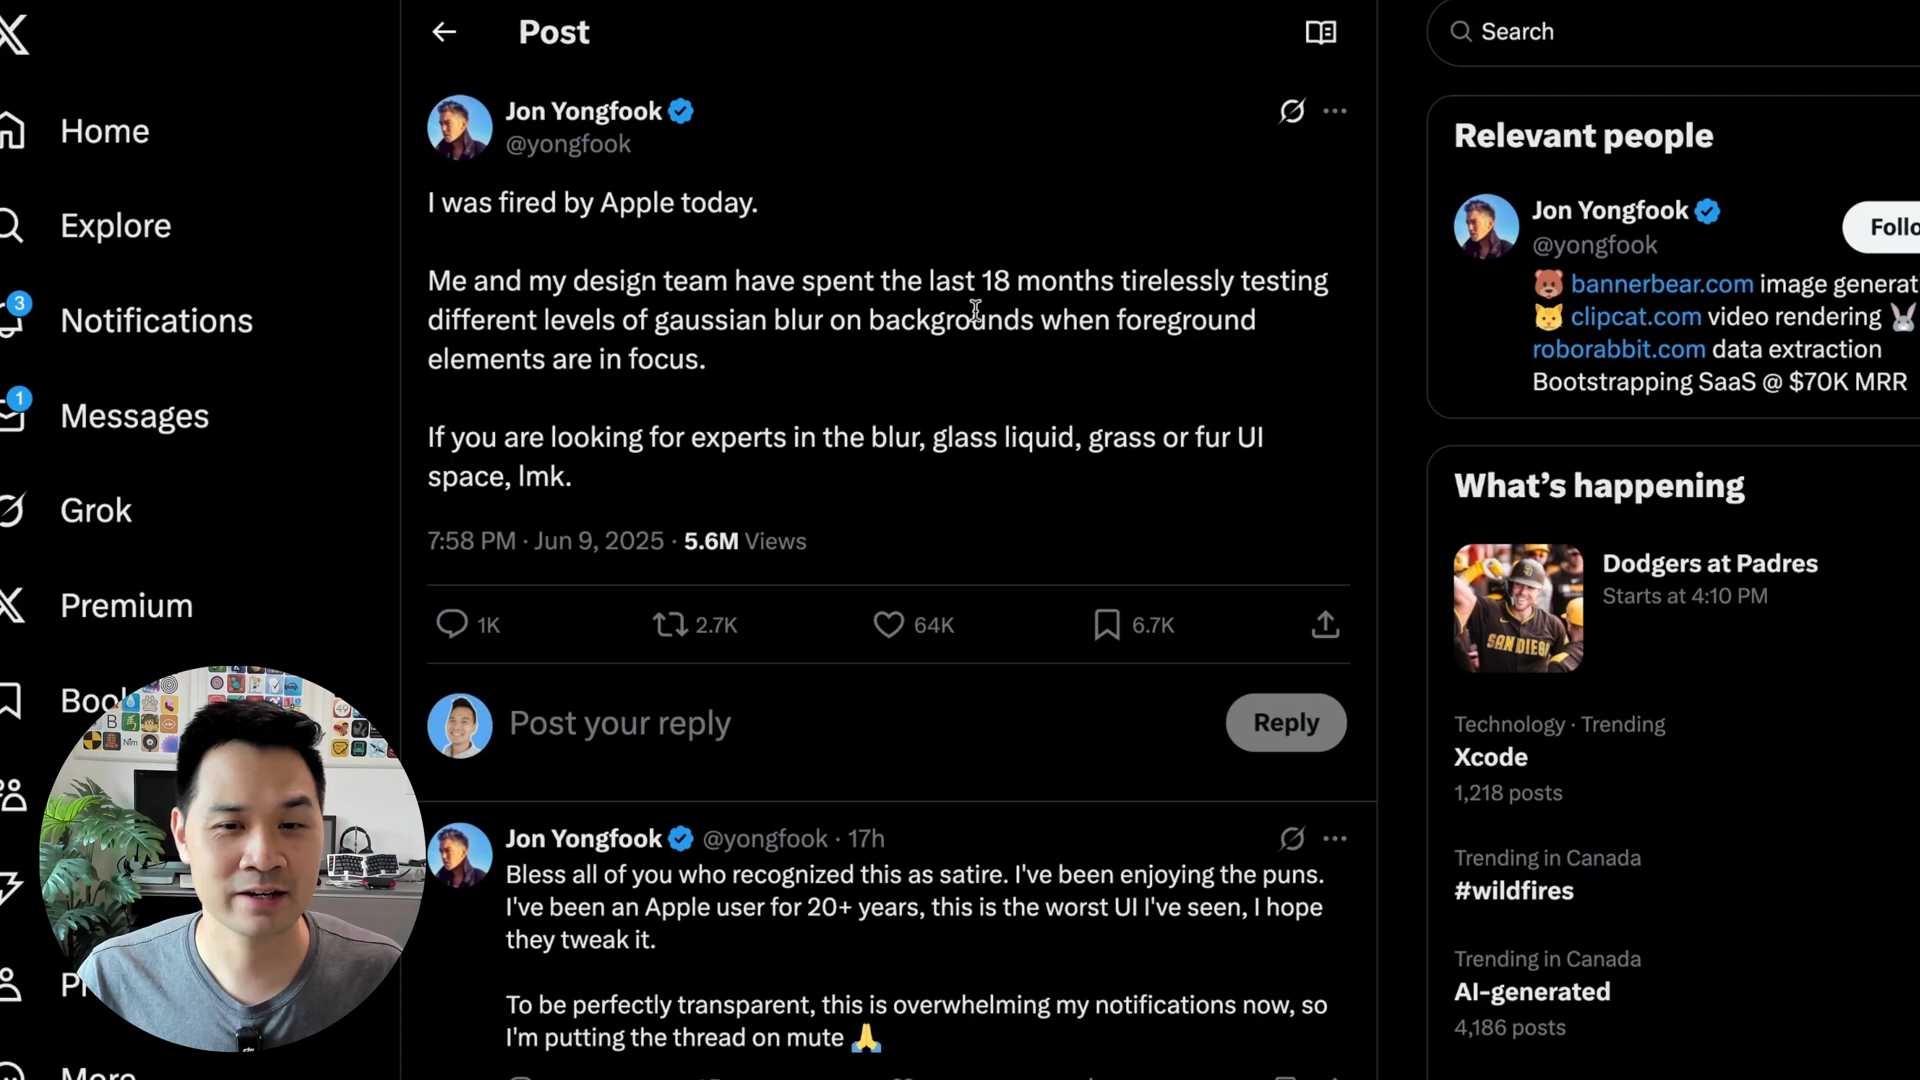 Home
Explore
3
Notifications
1
Messages
Grok
Premium
Post
Jon Yongfook
@yongfook
I was fired by Apple today.
Me and my design team have spent the last 18 months tirelessly testing
different levels of gaussian blur on backgrounds when foreground
elements are in focus.
If you are looking for experts in the blur, glass liquid, grass or fur UI
space, lmk.
7:58 PM · Jun 9, 2025 · 5.6M Views
1K 2.7K 64K 6.7K
Post your reply
Reply
Jon Yongfook @yongfook · 17h
Bless all of you who recognized this as satire. I've been enjoying the puns.
I've been an Apple user for 20+ years, this is the worst UI I've seen, I hope
they tweak it.
To be perfectly transparent, this is overwhelming my notifications now, so
I'm putting the thread on mute 🙏
Search
Relevant people
Jon Yongfook
@yongfook
Follo
🐻 bannerbear.com image generat
🐱 clipcat.com video rendering 🐰
roborabbit.com data extraction
Bootstrapping SaaS @ $70K MRR
What's happening
SAN DIEG
Dodgers at Padres
Starts at 4:10 PM
Technology · Trending
Xcode
1,218 posts
Trending in Canada
#wildfires
Trending in Canada
AI-generated
4,186 posts